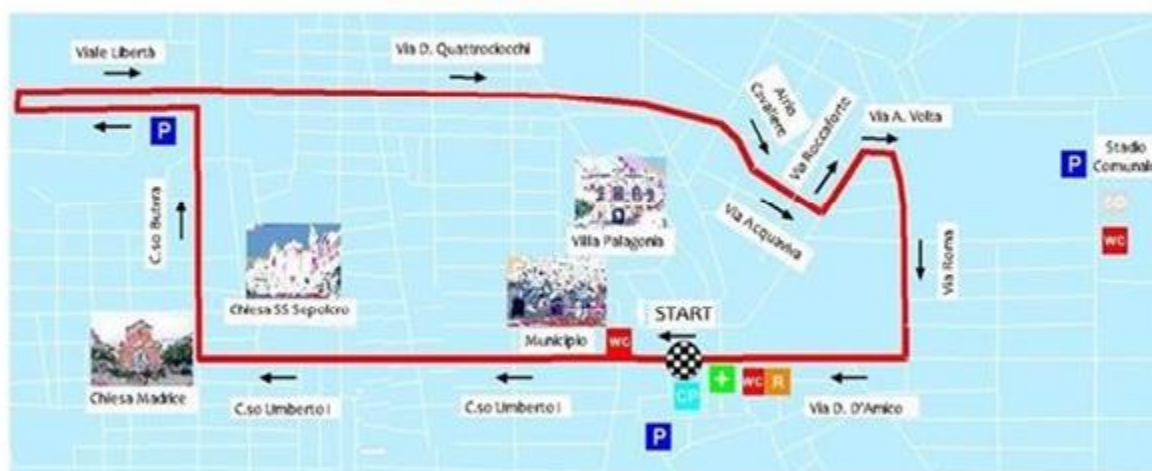 Viale Libertà
Via D. Quattrociocchi
P
C.so Butera
Cavaliere
Via Roccaforte
Via A. Volta
P
Stadio
Comunale
WC
Via Acquaviva
Via Roma
Villa Palagonia
Chiesa SS Sepolcro
Municipio
WC
START
Chiesa Madrice
C.so Umberto I
C.so Umberto I
CP
+
WC
R
Via D. D'Amico
P